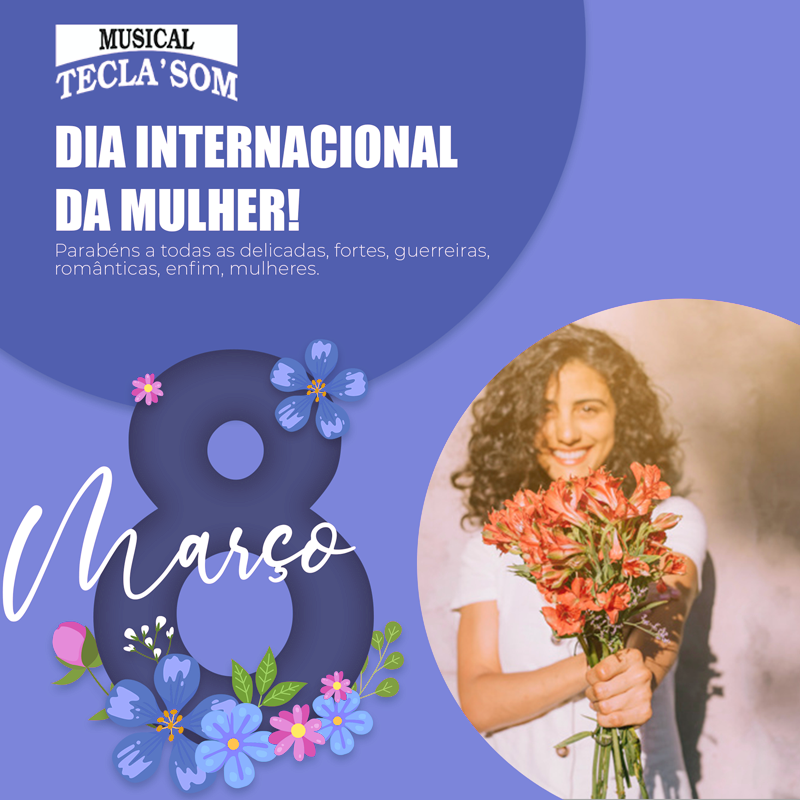 MUSICAL
TECLA'SOM
DIA INTERNACIONAL
DA MULHER!
Parabéns a todas as delicadas, fortes, guerreiras,
românticas, enfim, mulheres.
8
Março